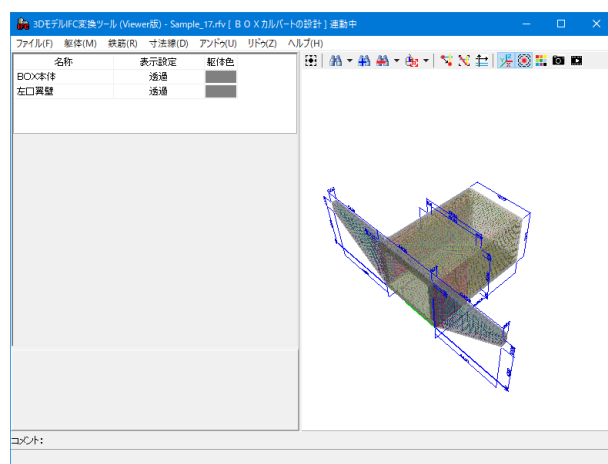 3DモデルIFC変換ツール (Viewer版) - Sample_17.rfv [ ＢＯＸカルバートの設計 ] 連動中
ファイル(F) 躯体(M) 鉄筋(R) 寸法線(D) アンドゥ(U) リドゥ(Z) ヘルプ(H)
名称 表示設定 躯体色
BOX本体 透過
左口翼壁 透過
コメント: